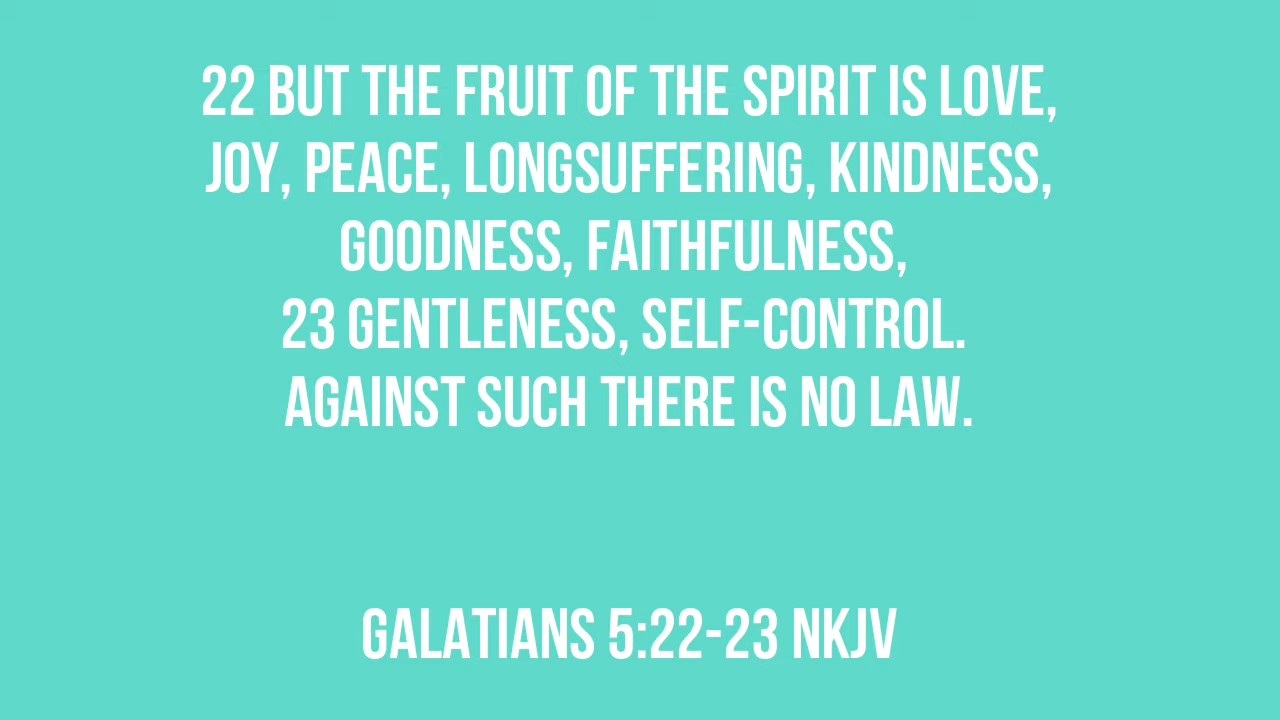 22 BUT THE FRUIT OF THE SPIRIT IS LOVE,
JOY, PEACE, LONGSUFFERING, KINDNESS,
GOODNESS, FAITHFULNESS,
23 GENTLENESS, SELF-CONTROL.
AGAINST SUCH THERE IS NO LAW.
GALATIANS 5:22-23 NKJV